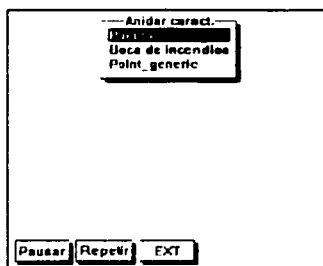 Anidar caract.
Boca de incendios
Point_generic
Pausar Repetir EXT